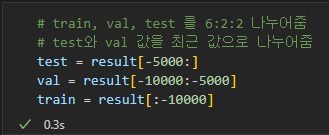 # train, val, test 를 6:2:2 나누어줌
# test와 val 값을 최근 값으로 나누어줌
test = result[-5000:]
val = result[-10000:-5000]
train = result[:-10000]
✓ 0.3s